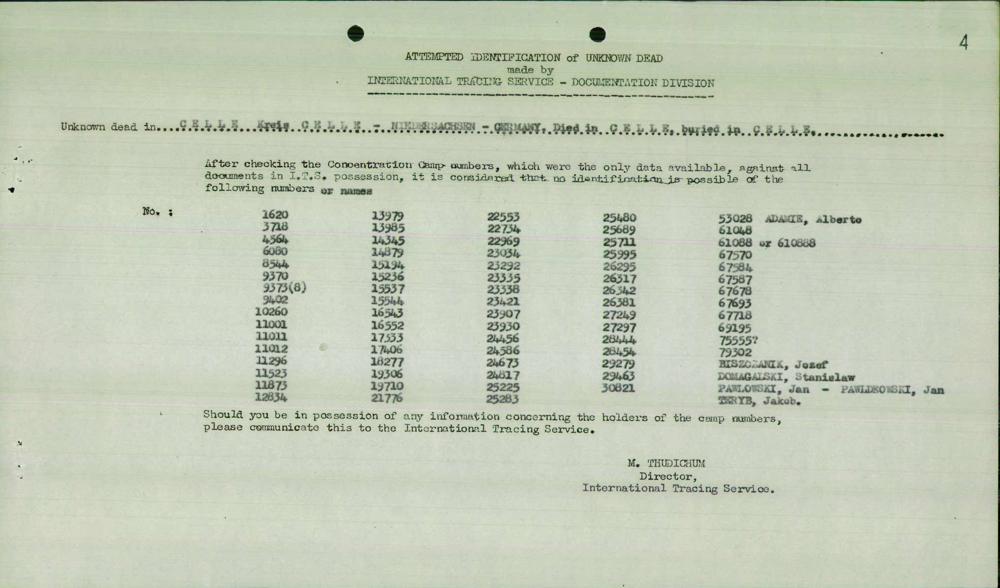 4
ATTEMPTED IDENTIFICATION of UNKNOWN DEAD
made by
INTERNATIONAL TRACING SERVICE - DOCUMENTATION DIVISION
Unknown dead in....C E L L E...Kreis C E L L E - NIEDERSACHSEN - GERMANY. Died in C E L L E, buried in C E L L E.
After checking the Concentration Camp numbers, which were the only data available, against all
documents in I.T.S. possession, it is considered that no identification is possible of the
following numbers or names
No. : 1620 13979 22553 25480 53028 ADAMIE, Alberto
3718 13985 22734 25689 61048
4564 14345 22969 25711 61088 or 610888
6080 14879 23034 25995 67570
8544 15194 23292 26295 67584
9370 15236 23335 26317 67587
9373(8) 15537 23338 26342 67678
9402 15544 23421 26381 67693
10260 16543 23907 27249 67718
11001 16552 23930 27297 69195
11011 17333 24456 28444 75555?
11012 17406 24586 28454 79302
11296 18277 24673 29279 Josef
11523 19306 24817 29463 DOMAGALSKI, Stanislaw
11873 19710 25225 30821 PAWLOWSKI, Jan - Jan
12834 21776 25283 Jakob.
Should you be in possession of any information concerning the holders of the camp numbers,
please communicate this to the International Tracing Service.
M. THUDICHUM
Director,
International Tracing Service.